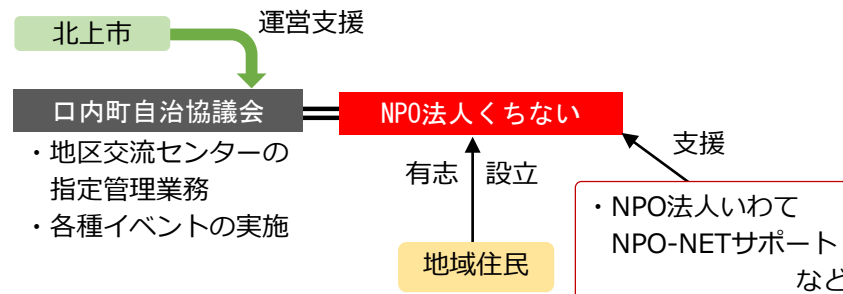 北上市
運営支援
口内町自治協議会
NPO法人くちない
・地区交流センターの
指定管理業務
・各種イベントの実施
有志
設立
支援
地域住民
・NPO法人いわて
NPO-NETサポート
など